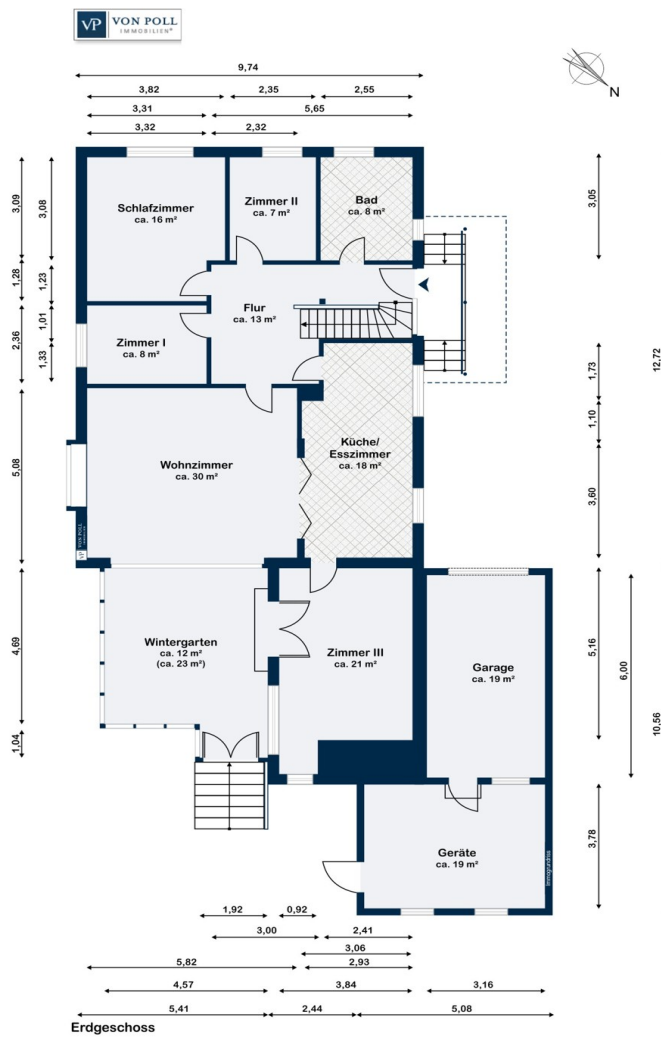 VP VON POLL
IMMOBILIEN®
N
9,74
3,82 2,35 2,55
3,31 5,65
3,32 2,32
3,09 3,08 3,05
Schlafzimmer
ca. 16 m²
Zimmer II
ca. 7 m²
Bad
ca. 8 m²
1,28 1,23
Flur
ca. 13 m²
2,36 1,01
1,33
Zimmer I
ca. 8 m²
1,73 12,72
1,10
Wohnzimmer
ca. 30 m²
Küche/
Esszimmer
ca. 18 m²
5,08 3,60
VP VON POLL
IMMOBILIEN
Wintergarten
ca. 12 m²
(ca. 23 m²)
Zimmer III
ca. 21 m²
Garage
ca. 19 m²
4,69 5,16 6,00 10,56
1,04
Geräte
ca. 19 m²
3,78
Immogrundriss
1,92 0,92
3,00 2,41
3,06
5,82 2,93
4,57 3,84 3,16
5,41 2,44 5,08
Erdgeschoss